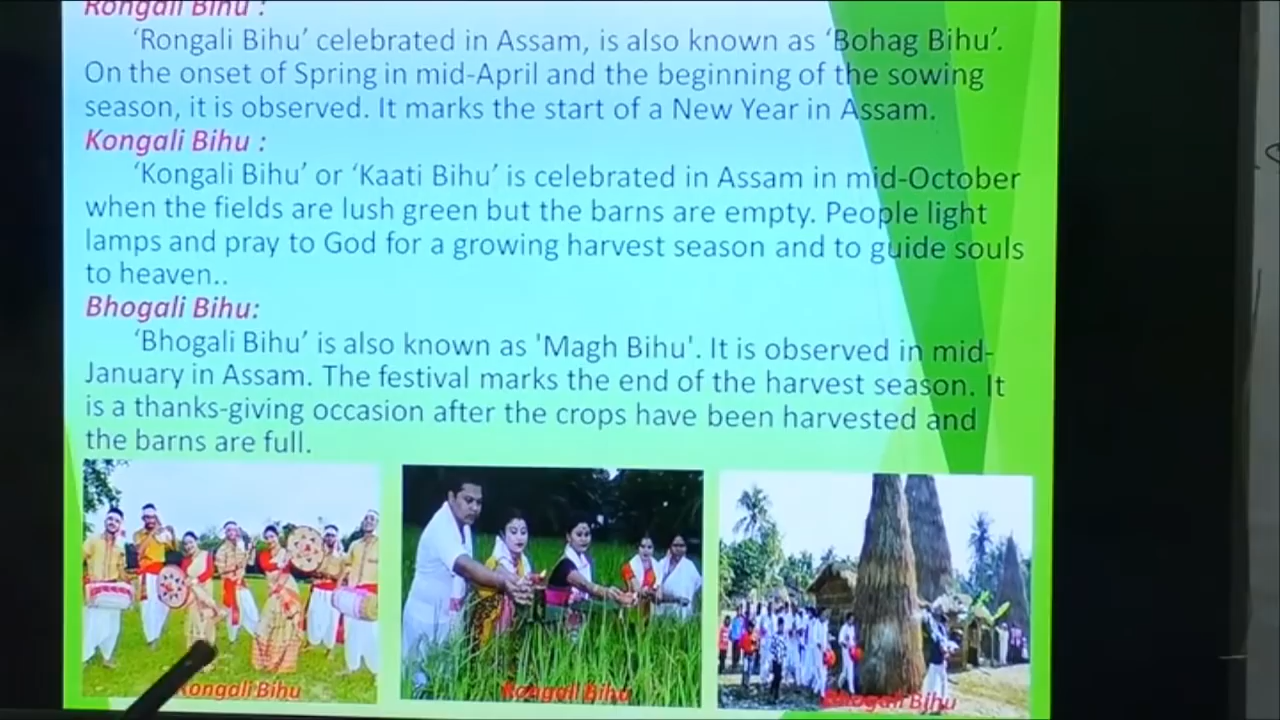 Rongali Bihu :
‘Rongali Bihu’ celebrated in Assam, is also known as ‘Bohag Bihu’.
On the onset of Spring in mid-April and the beginning of the sowing
season, it is observed. It marks the start of a New Year in Assam.
Kongali Bihu :
‘Kongali Bihu’ or ‘Kaati Bihu’ is celebrated in Assam in mid-October
when the fields are lush green but the barns are empty. People light
lamps and pray to God for a growing harvest season and to guide souls
to heaven..
Bhogali Bihu:
‘Bhogali Bihu’ is also known as 'Magh Bihu'. It is observed in mid-
January in Assam. The festival marks the end of the harvest season. It
is a thanks-giving occasion after the crops have been harvested and
the barns are full.
Rongali Bihu
Kongali Bihu
Bhogali Bihu